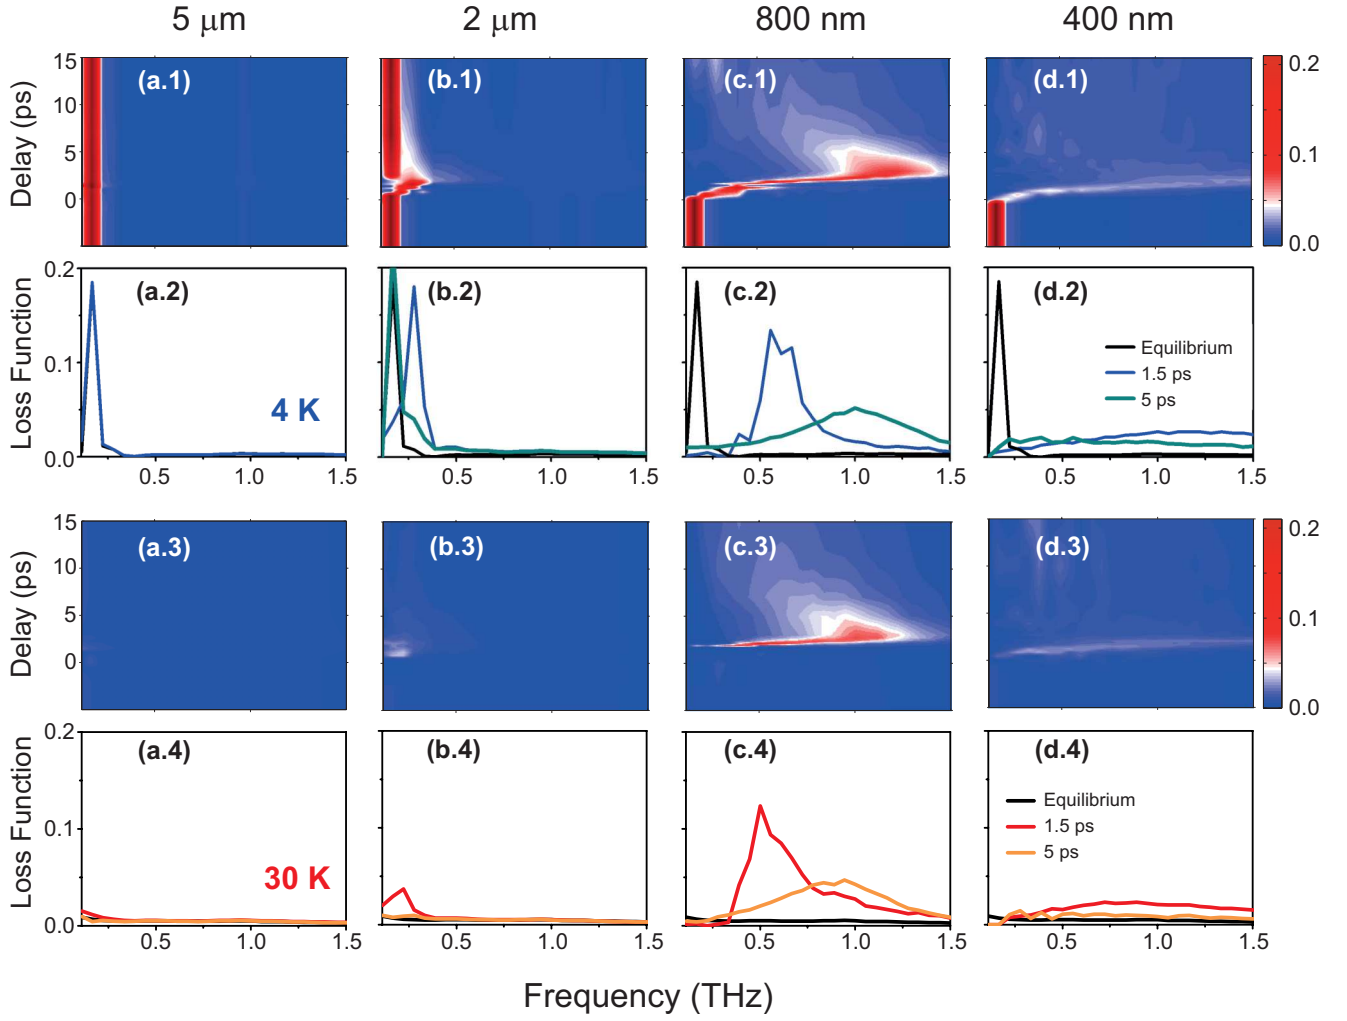 5 μm 2 μm 800 nm 400 nm
15 (a.1) (b.1) (c.1) (d.1) 0.2
10
5 0.1
0
0.0
Delay (ps)
0.2 (a.2) (b.2) (c.2) (d.2)
Equilibrium
0.1 1.5 ps
4 K 5 ps
0.0
Loss Function
0.5 1.0 1.5 0.5 1.0 1.5 0.5 1.0 1.5 0.5 1.0 1.5
15 (a.3) (b.3) (c.3) (d.3) 0.2
10
5 0.1
0
0.0
Delay (ps)
0.2 (a.4) (b.4) (c.4) (d.4)
Equilibrium
0.1 1.5 ps
30 K 5 ps
0.0
Loss Function
0.5 1.0 1.5 0.5 1.0 1.5 0.5 1.0 1.5 0.5 1.0 1.5
Frequency (THz)